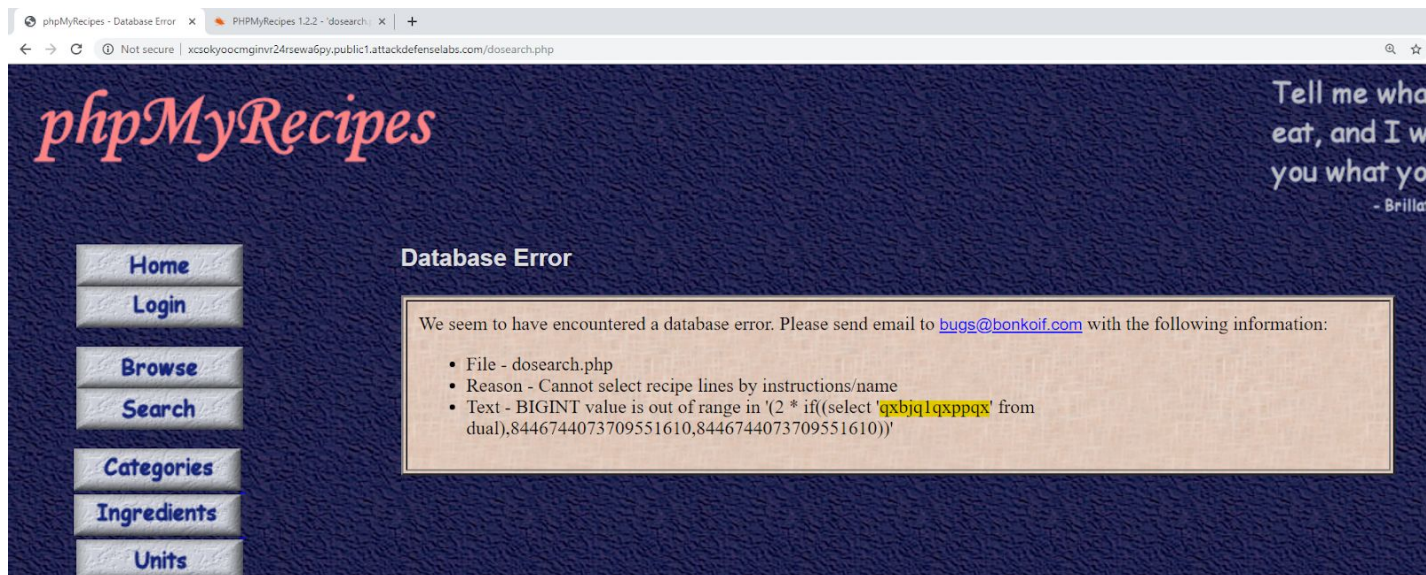 phpMyRecipes - Database Error
PHPMyRecipes 1.2.2 - 'dosearch.
Not secure | xcsokyoocmginvr24rsewa6py.public1.attackdefenselabs.com/dosearch.php
phpMyRecipes
Tell me wha
eat, and I w
you what yo
- Brilla
Home
Login
Browse
Search
Categories
Ingredients
Units
Database Error
We seem to have encountered a database error. Please send email to bugs@bonkoif.com with the following information:
• File - dosearch.php
• Reason - Cannot select recipe lines by instructions/name
• Text - BIGINT value is out of range in '(2 * if((select 'qxbjq1qxppqx' from
dual),8446744073709551610,8446744073709551610))'